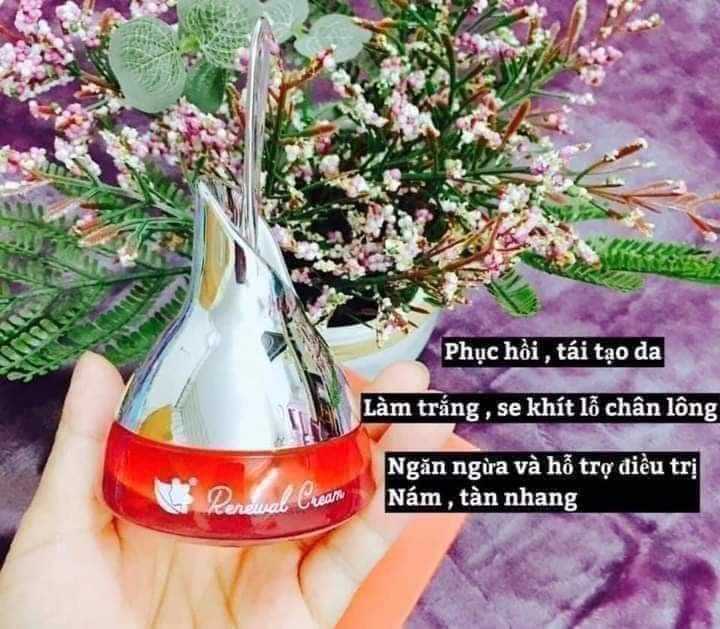 Phục hồi , tái tạo da
Làm trắng , se khít lỗ chân lông
Ngăn ngừa và hỗ trợ điều trị
Nám , tàn nhang
Renewal Cream